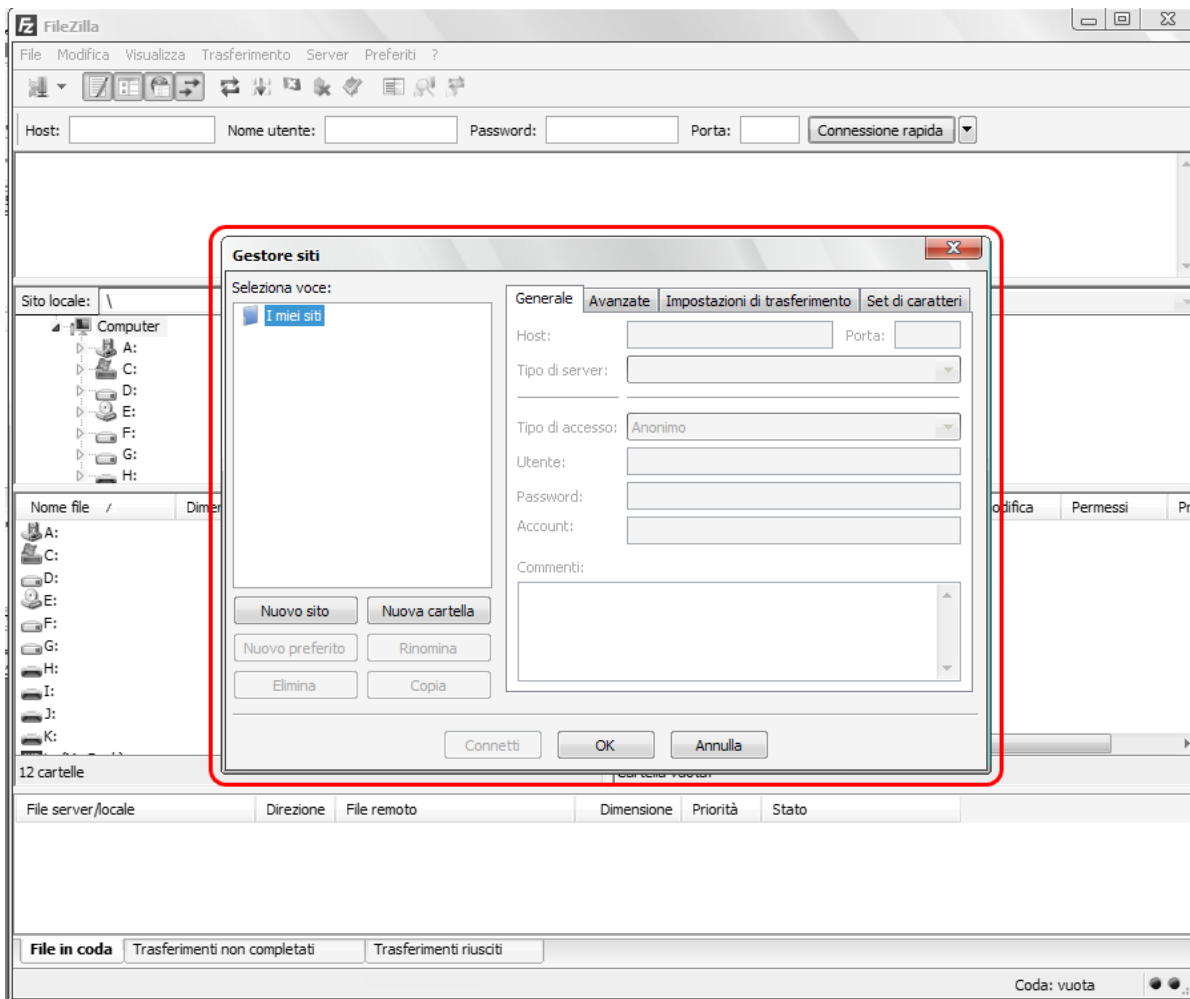 FileZilla
File Modifica Visualizza Trasferimento Server Preferiti ?
Host: Nome utente: Password: Porta: Connessione rapida
Gestore siti
Seleziona voce:
I miei siti
Generale Avanzate Impostazioni di trasferimento Set di caratteri
Host: Porta:
Tipo di server:
Tipo di accesso: Anonimo
Utente:
Password:
Account:
Commenti:
Nuovo sito Nuova cartella
Nuovo preferito Rinomina
Elimina Copia
Connetti OK Annulla
Sito locale: \
Computer
A:
C:
D:
E:
F:
G:
H:
Nome file Permessi
A:
C:
D:
E:
F:
G:
H:
I:
J:
K:
12 cartelle
File server/locale Direzione File remoto Dimensione Priorità Stato
File in coda Trasferimenti non completati Trasferimenti riusciti
Coda: vuota